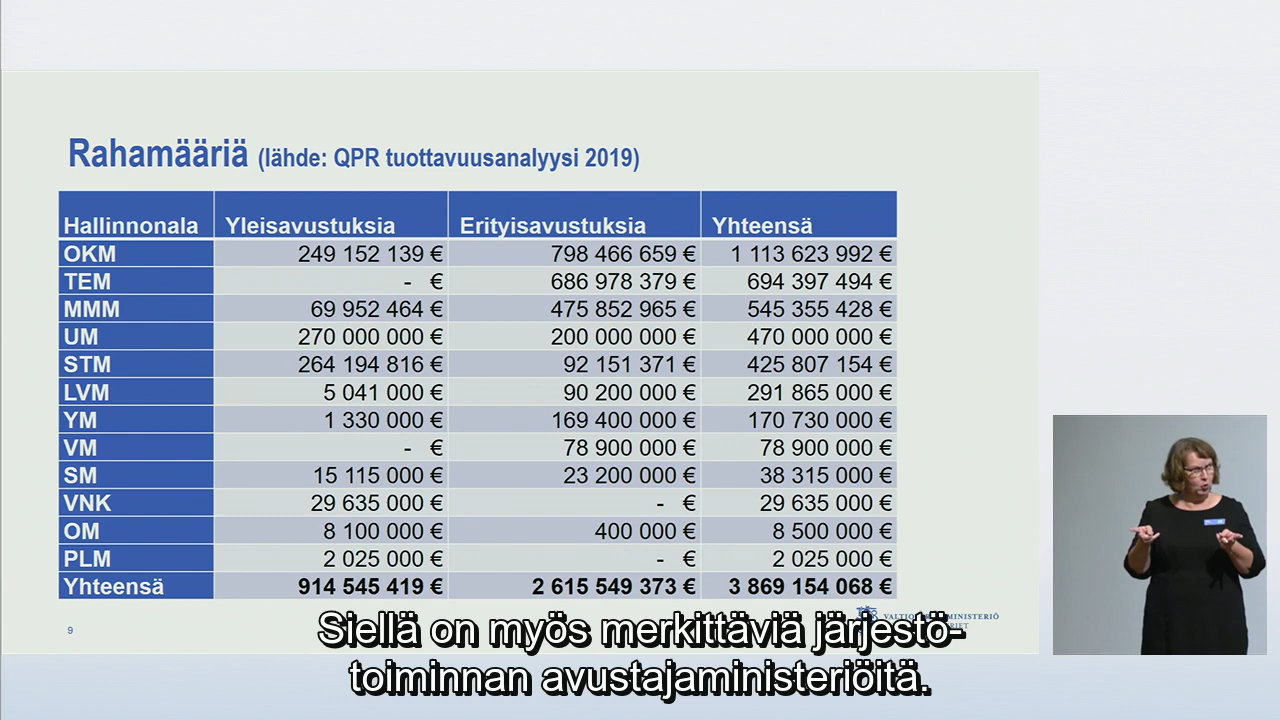 Rahamääriä (lähde: QPR tuottavuusanalyysi 2019)
Hallinnonala Yleisavustuksia Erityisavustuksia Yhteensä
OKM 249 152 139 € 798 466 659 € 1 113 623 992 €
TEM - € 686 978 379 € 694 397 494 €
MMM 69 952 464 € 475 852 965 € 545 355 428 €
UM 270 000 000 € 200 000 000 € 470 000 000 €
STM 264 194 816 € 92 151 371 € 425 807 154 €
LVM 5 041 000 € 90 200 000 € 291 865 000 €
YM 1 330 000 € 169 400 000 € 170 730 000 €
VM - € 78 900 000 € 78 900 000 €
SM 15 115 000 € 23 200 000 € 38 315 000 €
VNK 29 635 000 € - € 29 635 000 €
OM 8 100 000 € 400 000 € 8 500 000 €
PLM 2 025 000 € - € 2 025 000 €
Yhteensä 914 545 419 € 2 615 549 373 € 3 869 154 068 €
9
Siellä on myös merkittäviä järjestö-
toiminnan avustajaministeriöitä.